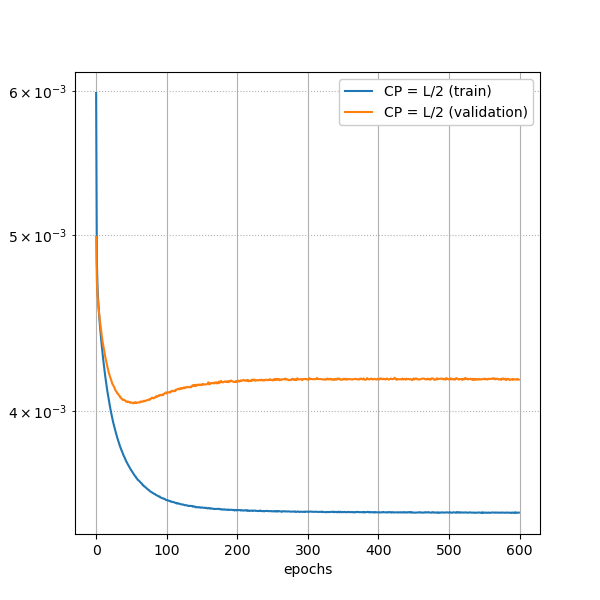 CP = L/2 (train)
CP = L/2 (validation)
6 × 10⁻³
5 × 10⁻³
4 × 10⁻³
0 100 200 300 400 500 600
epochs